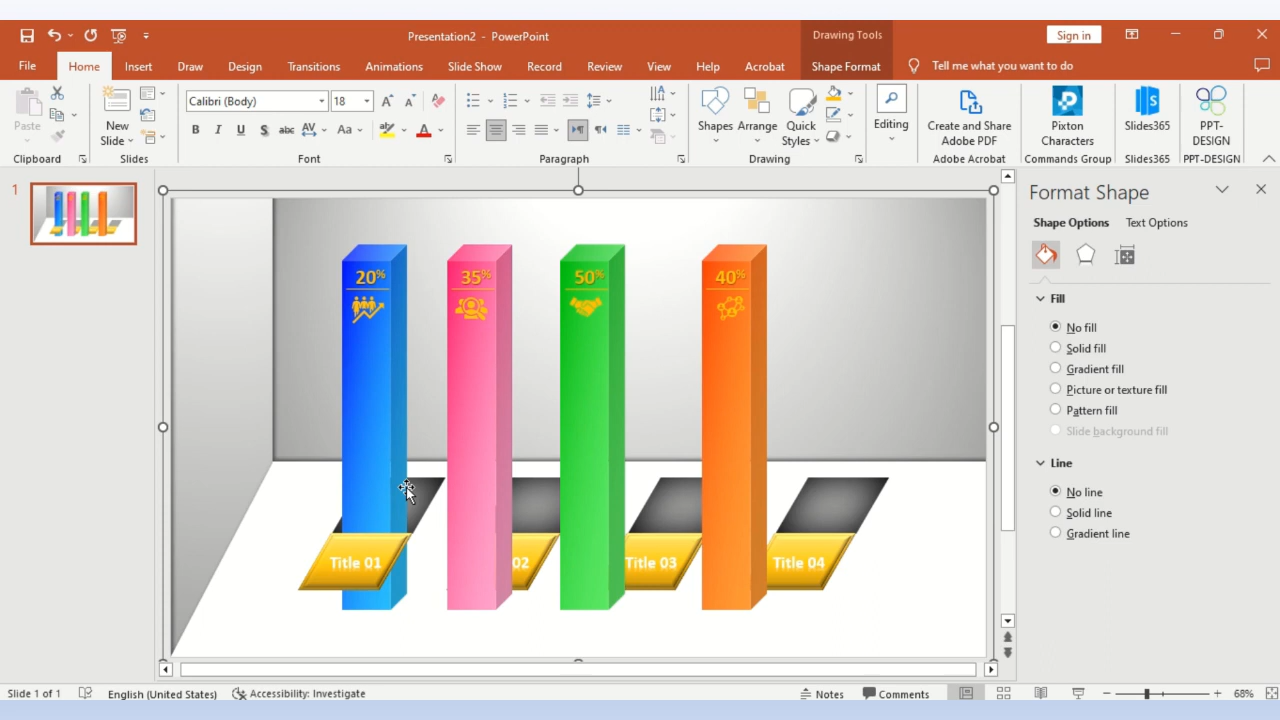 Presentation2 - PowerPoint
Drawing Tools
Sign in
File Home Insert Draw Design Transitions Animations Slide Show Record Review View Help Acrobat Shape Format Tell me what you want to do
Paste
Clipboard
New
Slide
Slides
Calibri (Body) 18
B I U S abc AV Aa A
Font
Paragraph
Shapes Arrange Quick
Styles
Drawing
Editing
Create and Share
Adobe PDF
Adobe Acrobat
Pixton
Characters
Commands Group
Slides365
Slides365
PPT-
DESIGN
PPT-DESIGN
1
20% 35% 50% 40%
Title 01 02 Title 03 Title 04
Format Shape
Shape Options Text Options
Fill
No fill
Solid fill
Gradient fill
Picture or texture fill
Pattern fill
Slide background fill
Line
No line
Solid line
Gradient line
Slide 1 of 1 English (United States) Accessibility: Investigate Notes Comments 68%